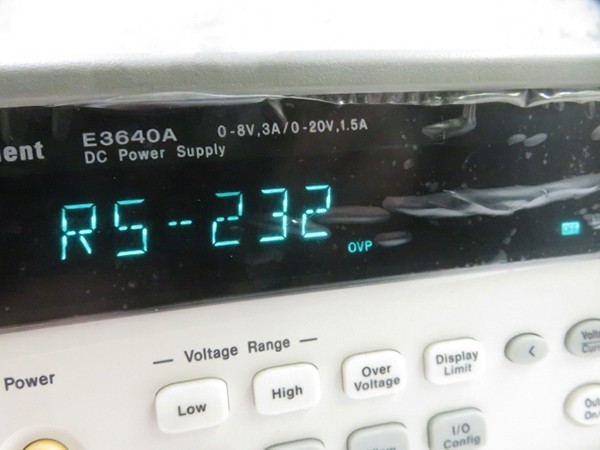 E3640A 0-8V,3A/0-20V,1.5A
DC Power Supply
RS-232
OVP
OFF
Voltage Range
Power
Low
High
Over
Voltage
Display
Limit
<
I/O
Config